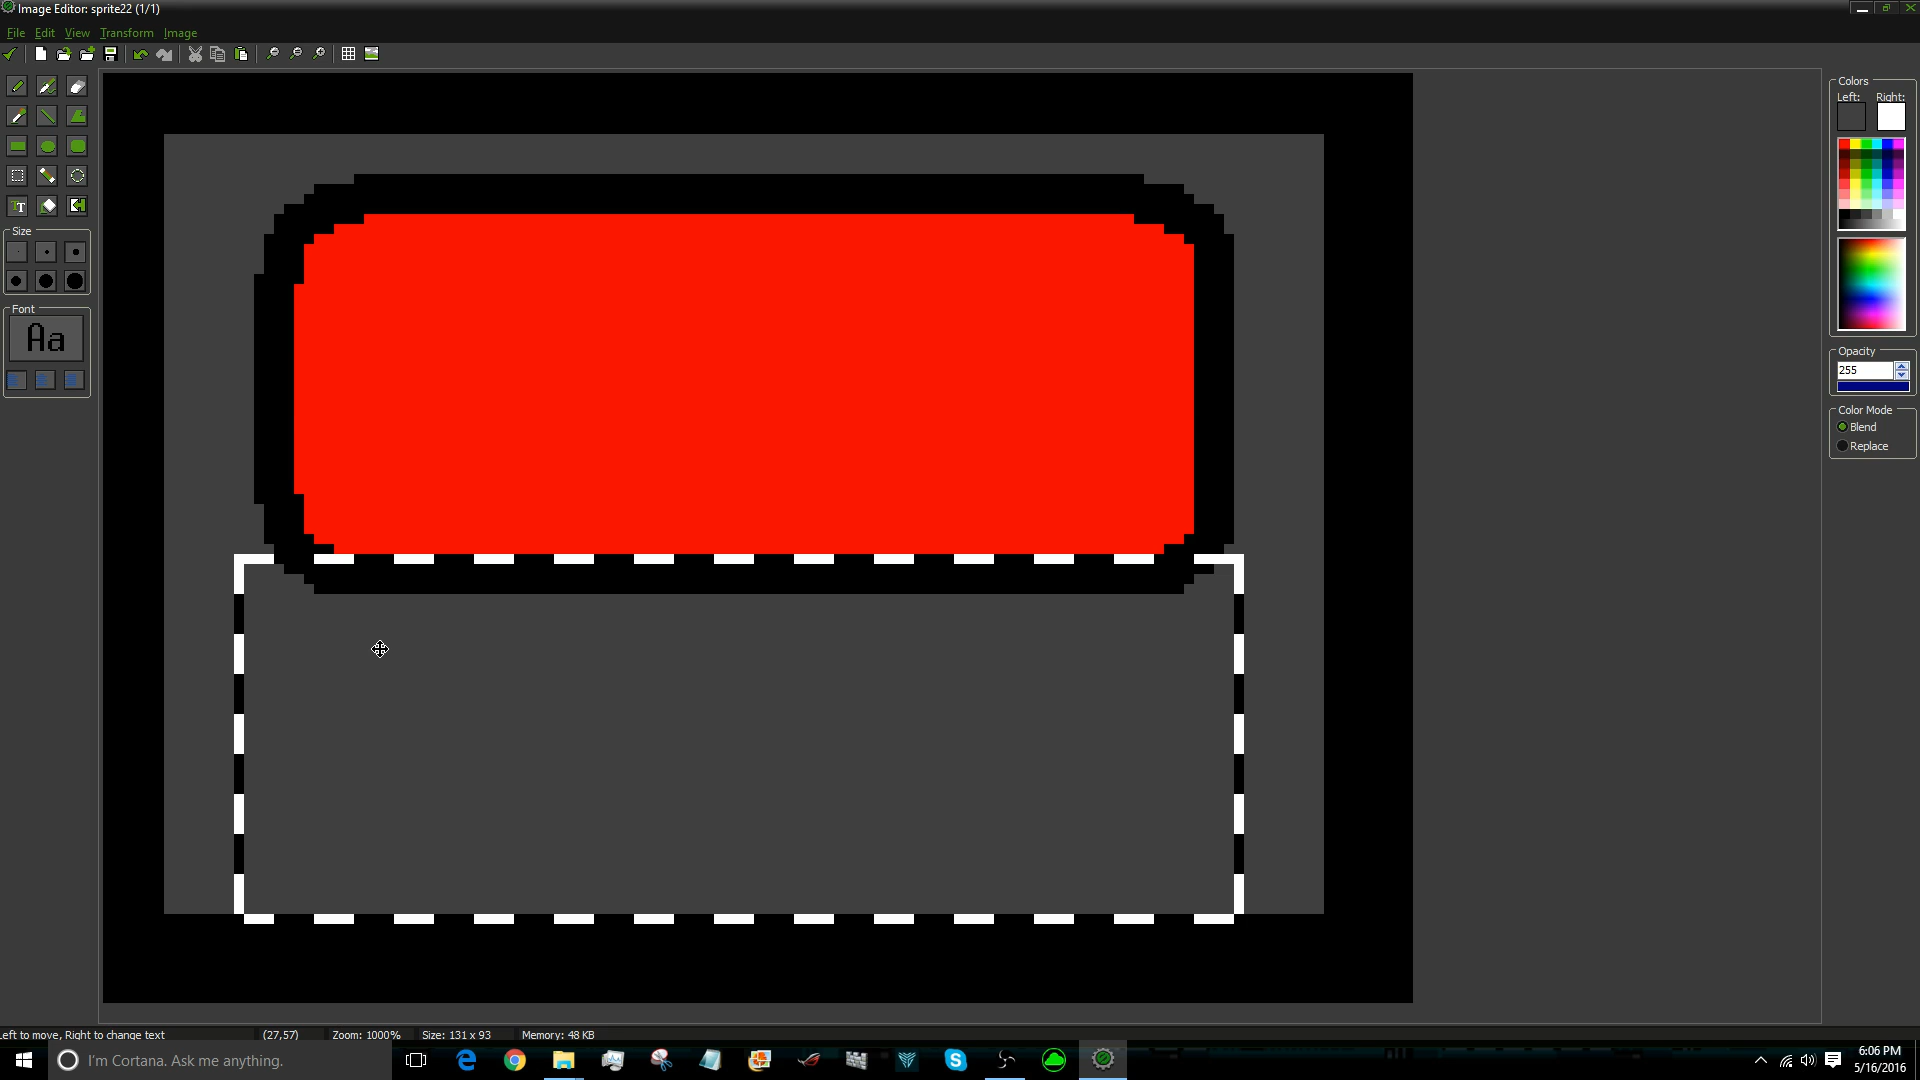 Image Editor: sprite22 (1/1)
File Edit View Transform Image
Colors
Left: Right:
TT
Size
Font
Aa
Opacity
255
Color Mode
Blend
Replace
Left to move, Right to change text (27,57) Zoom: 1000% Size: 131 x 93 Memory: 48 KB
I'm Cortana. Ask me anything.
6:06 PM
5/16/2016